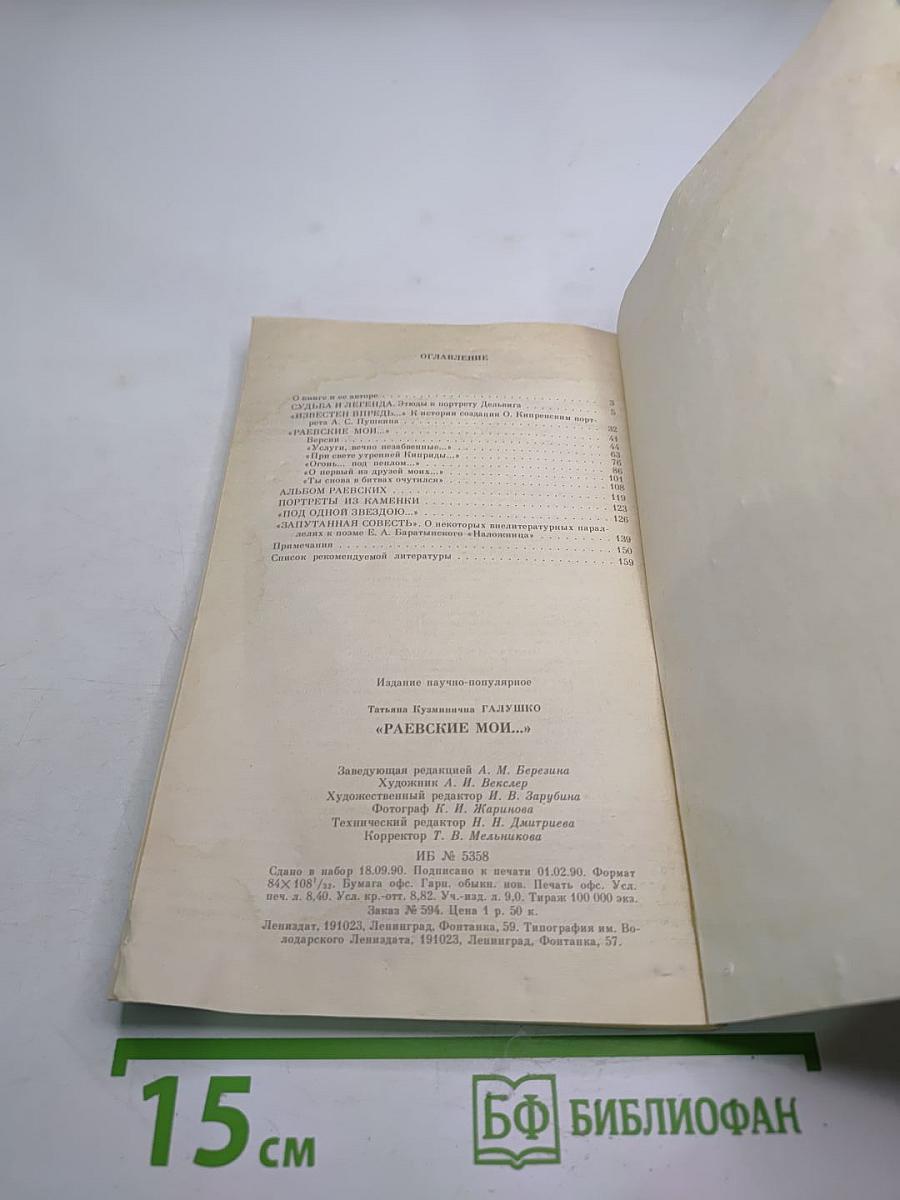 ОГЛАВЛЕНИЕ
О книге и ее авторе . . . 3
СУДЬБА И ЛЕГЕНДА. Этюды к портрету Дельвига . . . 5
«ИЗВЕСТЕН ВПРЕДЬ...» К истории создания О. Кипренским порт-
рета А. С. Пушкина . . . 32
«РАЕВСКИЕ МОИ...» . . . 41
Версии . . . 44
«Услуги, вечно незабвенные...» . . . 63
«При свете утренней Киприды...» . . . 76
«Огонь... под пеплом...» . . . 86
«О первый из друзей моих...» . . . 101
«Ты снова в битвах очутился» . . . 108
АЛЬБОМ РАЕВСКИХ . . . 119
ПОРТРЕТЫ ИЗ КАМЕНКИ . . . 123
«ПОД ОДНОЙ ЗВЕЗДОЮ...» . . . 126
«ЗАПУТАННАЯ СОВЕСТЬ». О некоторых внелитературных парал-
лелях к поэме Е. А. Баратынского «Наложница» . . . 139
Примечания . . . 150
Список рекомендуемой литературы . . . 159
Издание научно-популярное
Татьяна Кузминична ГАЛУШКО
«РАЕВСКИЕ МОИ...»
Заведующая редакцией А. М. Березина
Художник А. И. Векслер
Художественный редактор И. В. Зарубина
Фотограф К. И. Жаринова
Технический редактор Н. Н. Дмитриева
Корректор Т. В. Мельникова
ИБ № 5358
Сдано в набор 18.09.90. Подписано к печати 01.02.90. Формат
84×108¹/₃₂. Бумага офс. Гарн. обыкн. нов. Печать офс. Усл.
печ. л. 8,40. Усл. кр.-отт. 8,82. Уч.-изд. л. 9,0. Тираж 100 000 экз.
Заказ № 594. Цена 1 р. 50 к.
Лениздат, 191023, Ленинград, Фонтанка, 59. Типография им. Во-
лодарского Лениздата, 191023, Ленинград, Фонтанка, 57.
15 см
БФ БИБЛИОФАН